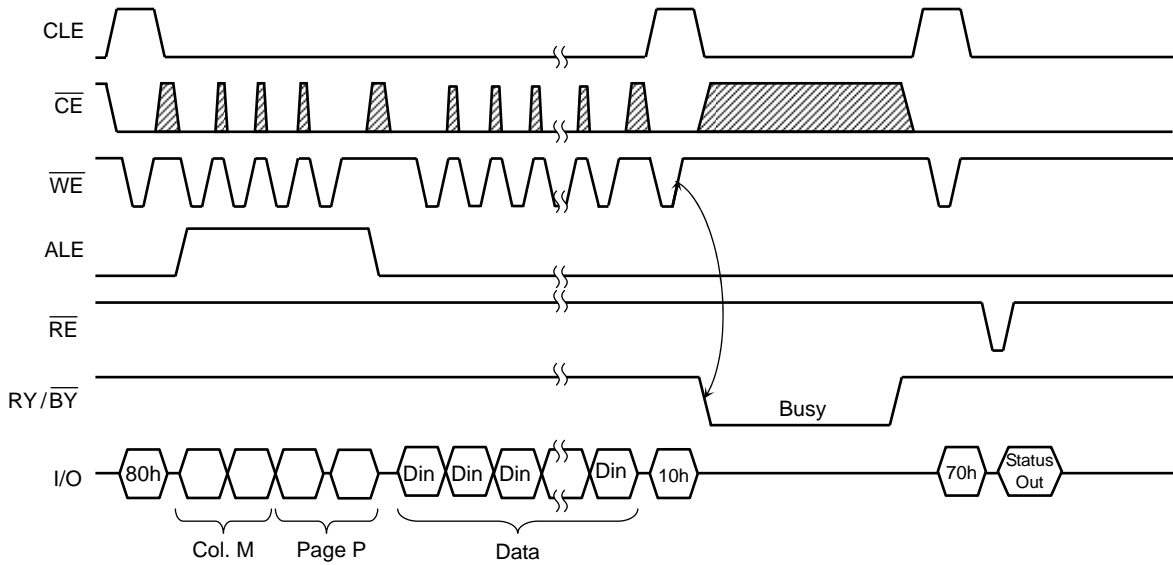 CLE
CE
WE
ALE
RE
RY/BY
Busy
I/O
80h
Din
Din
Din
Din
10h
70h
Status
Out
Col. M
Page P
Data